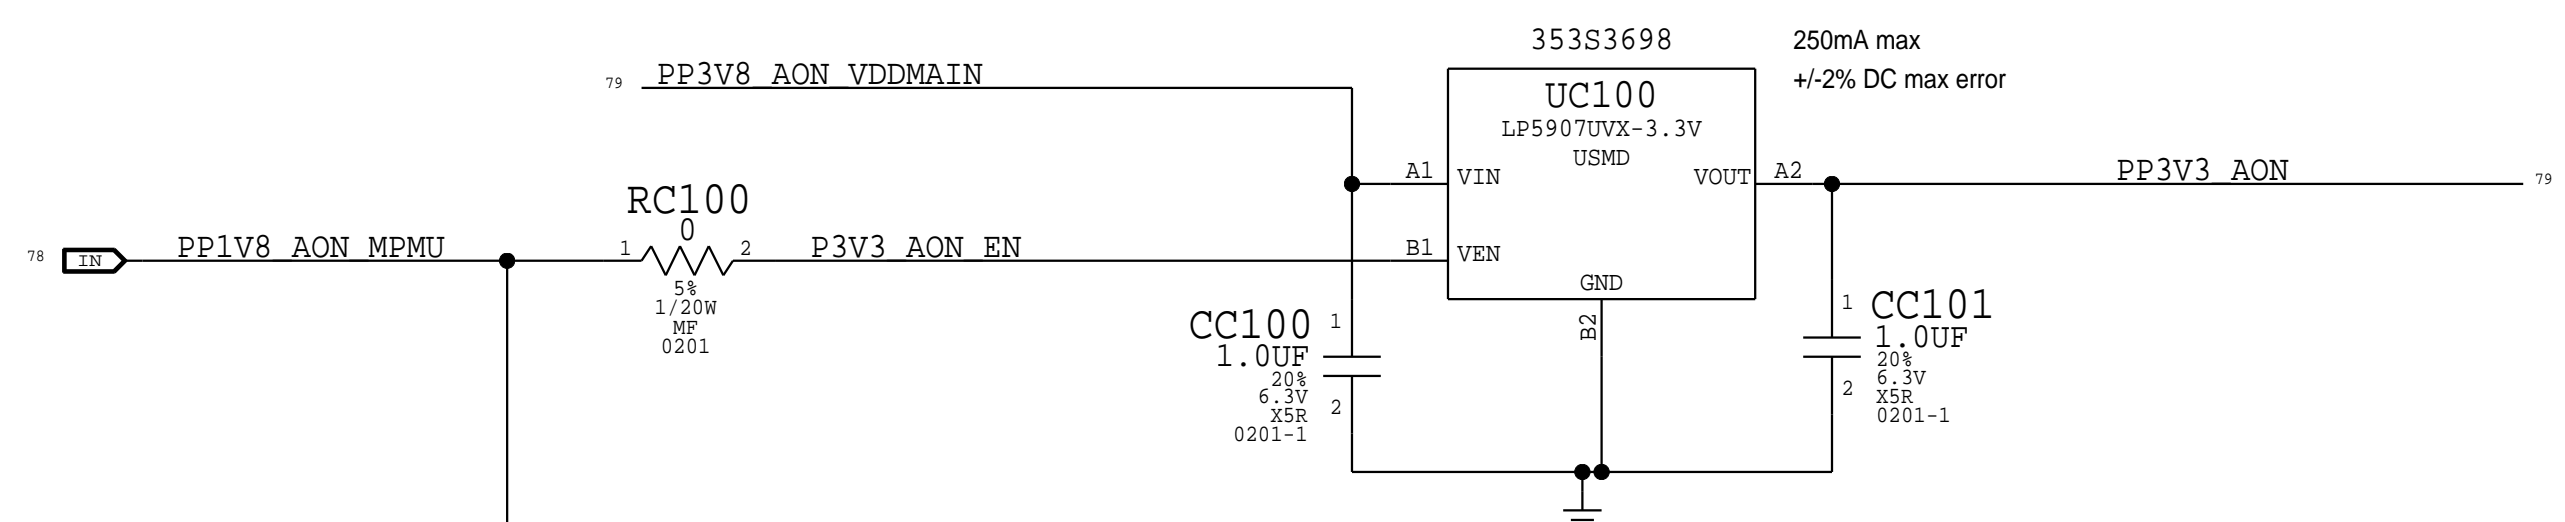 353S3698
250mA max
+/-2% DC max error
79 PP3V8_AON_VDDMAIN
UC100
LP5907UVX-3.3V
USMD
A1 VIN
VOUT A2
PP3V3_AON 79
RC100
0
78 IN PP1V8_AON_MPMU
1 2
P3V3_AON_EN
B1 VEN
5%
1/20W
MF
0201
GND
B2
CC100 1
1.0UF
20%
6.3V
X5R 2
0201-1
1 CC101
1.0UF
20%
6.3V
2 X5R
0201-1